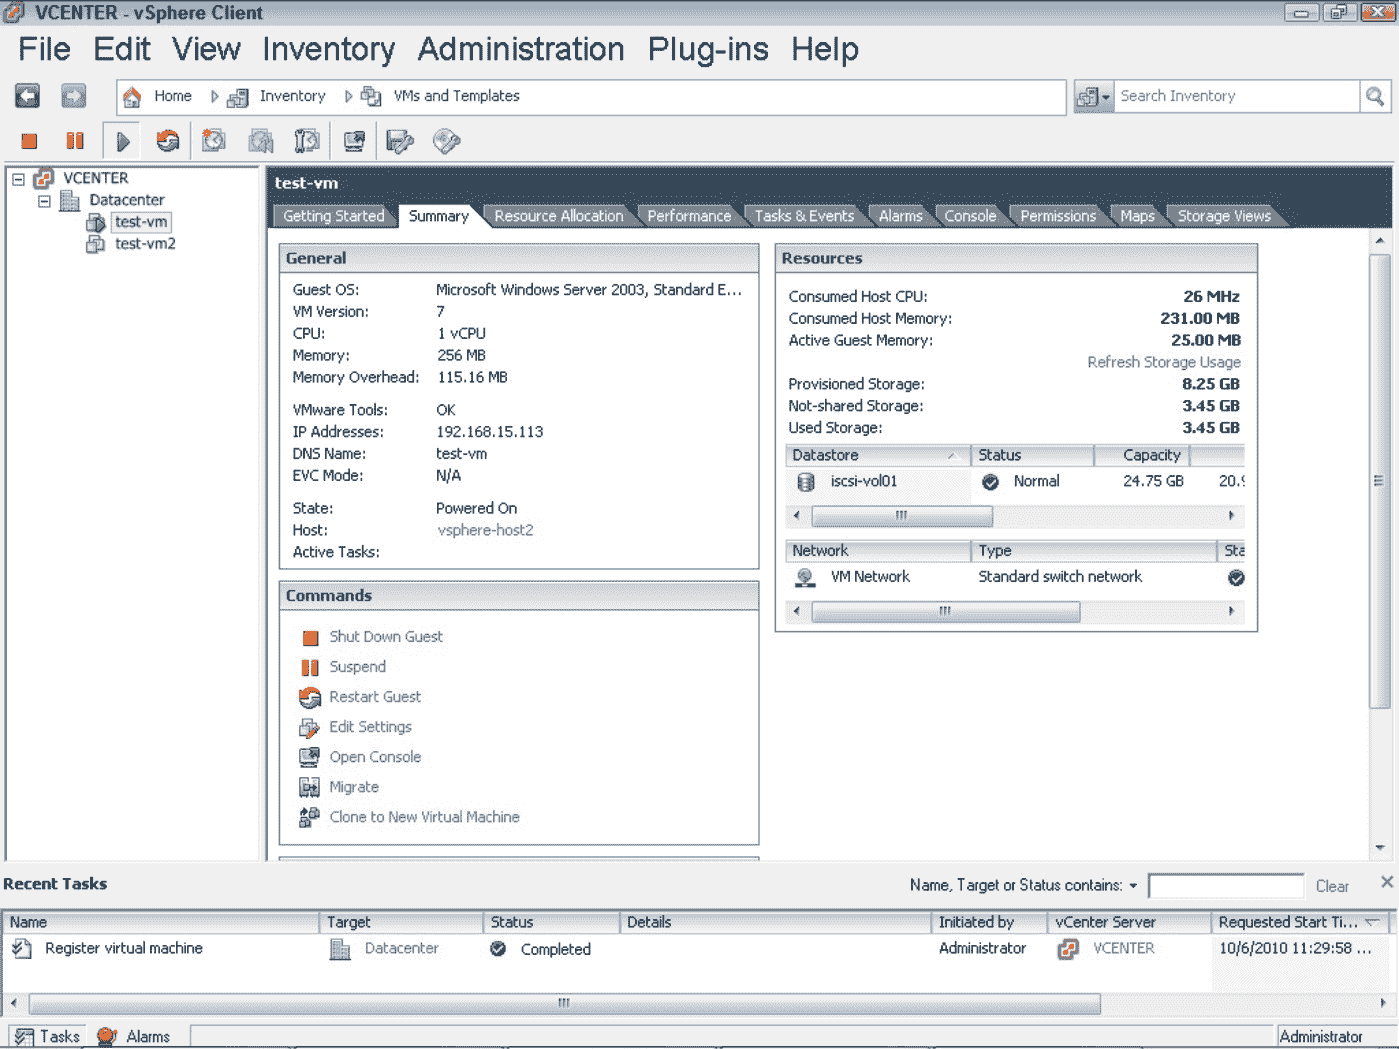 VCENTER - vSphere Client
File Edit View Inventory Administration Plug-ins Help
Home Inventory VMs and Templates Search Inventory
VCENTER
Datacenter
test-vm
test-vm2
test-vm
Getting Started Summary Resource Allocation Performance Tasks & Events Alarms Console Permissions Maps Storage Views
General
Guest OS: Microsoft Windows Server 2003, Standard E...
VM Version: 7
CPU: 1 vCPU
Memory: 256 MB
Memory Overhead: 115.16 MB
VMware Tools: OK
IP Addresses: 192.168.15.113
DNS Name: test-vm
EVC Mode: N/A
State: Powered On
Host: vsphere-host2
Active Tasks:
Commands
Shut Down Guest
Suspend
Restart Guest
Edit Settings
Open Console
Migrate
Clone to New Virtual Machine
Resources
Consumed Host CPU: 26 MHz
Consumed Host Memory: 231.00 MB
Active Guest Memory: 25.00 MB
Refresh Storage Usage
Provisioned Storage: 8.25 GB
Not-shared Storage: 3.45 GB
Used Storage: 3.45 GB
Datastore Status Capacity
iscsi-vol01 Normal 24.75 GB
Network Type Sta
VM Network Standard switch network
Recent Tasks Name, Target or Status contains: Clear
Name Target Status Details Initiated by vCenter Server Requested Start Ti...
Register virtual machine Datacenter Completed Administrator VCENTER 10/6/2010 11:29:58 ...
Tasks Alarms Administrator